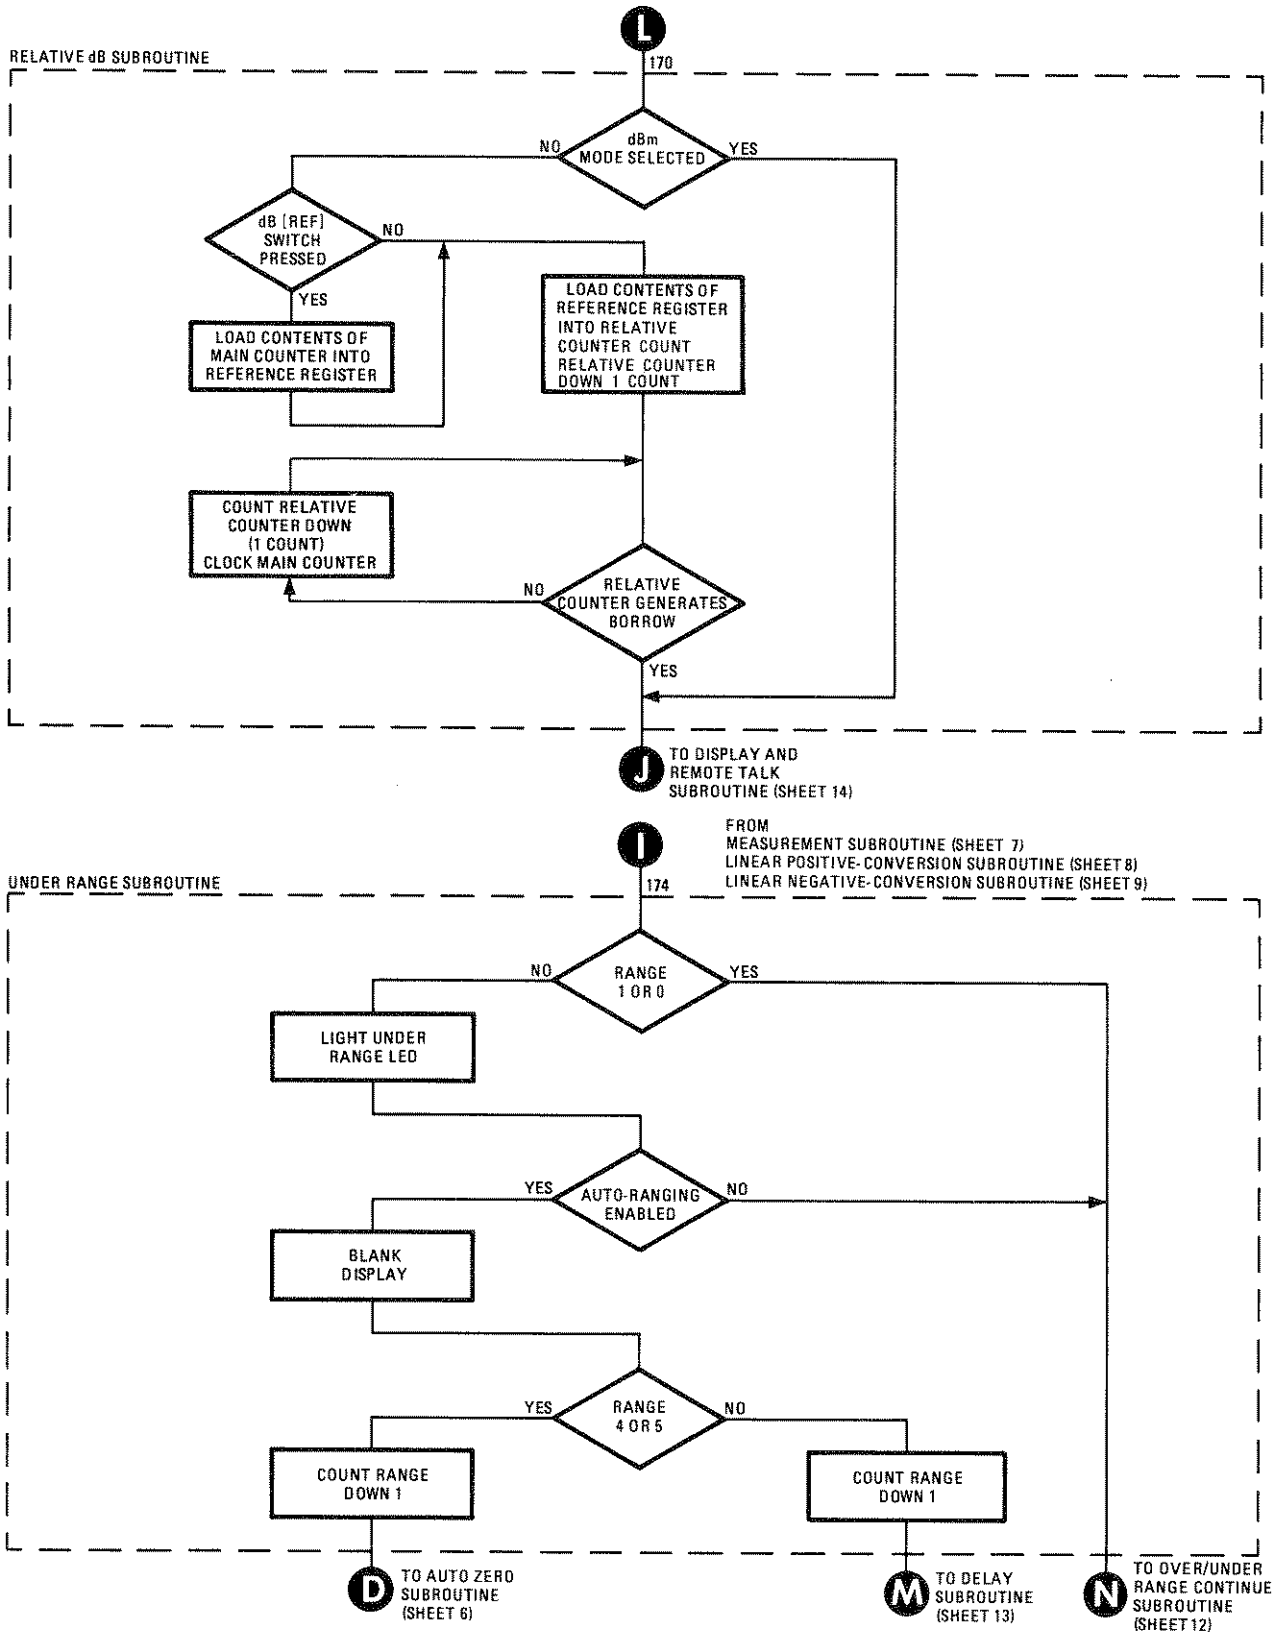 L
170
RELATIVE dB SUBROUTINE
dBm
MODE SELECTED
NO
YES
dB [REF]
SWITCH
PRESSED
NO
YES
LOAD CONTENTS OF
MAIN COUNTER INTO
REFERENCE REGISTER
LOAD CONTENTS OF
REFERENCE REGISTER
INTO RELATIVE
COUNTER COUNT
RELATIVE COUNTER
DOWN 1 COUNT
COUNT RELATIVE
COUNTER DOWN
(1 COUNT)
CLOCK MAIN COUNTER
NO
RELATIVE
COUNTER GENERATES
BORROW
YES
J
TO DISPLAY AND
REMOTE TALK
SUBROUTINE (SHEET 14)
I
174
FROM
MEASUREMENT SUBROUTINE (SHEET 7)
LINEAR POSITIVE-CONVERSION SUBROUTINE (SHEET 8)
LINEAR NEGATIVE-CONVERSION SUBROUTINE (SHEET 9)
UNDER RANGE SUBROUTINE
NO
RANGE
1 OR 0
YES
LIGHT UNDER
RANGE LED
YES
AUTO-RANGING
ENABLED
NO
BLANK
DISPLAY
YES
RANGE
4 OR 5
NO
COUNT RANGE
DOWN 1
COUNT RANGE
DOWN 1
D
TO AUTO ZERO
SUBROUTINE
(SHEET 6)
M
TO DELAY
SUBROUTINE
(SHEET 13)
N
TO OVER/UNDER
RANGE CONTINUE
SUBROUTINE
(SHEET 12)